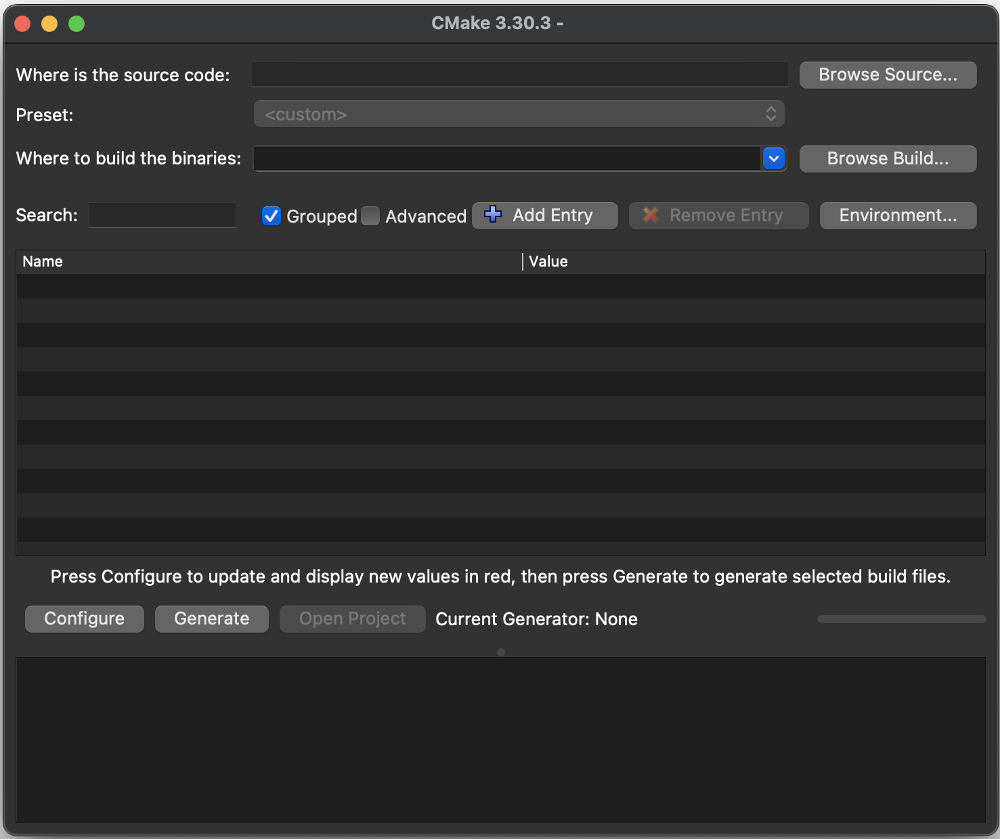 CMake 3.30.3 -
Where is the source code: Browse Source...
Preset: <custom>
Where to build the binaries: Browse Build...
Search: Grouped Advanced Add Entry Remove Entry Environment...
Name Value
Press Configure to update and display new values in red, then press Generate to generate selected build files.
Configure Generate Open Project Current Generator: None